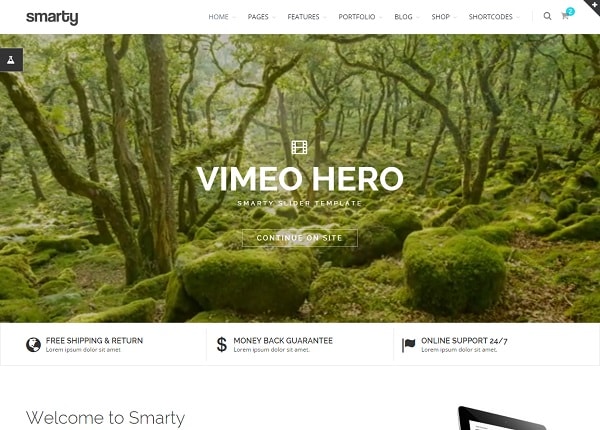 smarty
HOME PAGES FEATURES PORTFOLIO BLOG SHOP SHORTCODES
2
VIMEO HERO
SMARTY SLIDER TEMPLATE
CONTINUE ON SITE
FREE SHIPPING & RETURN
Lorem ipsum dolor sit amet
$
MONEY BACK GUARANTEE
Lorem ipsum dolor sit amet.
ONLINE SUPPORT 24/7
Lorem ipsum dolor sit amet.
Welcome to Smarty